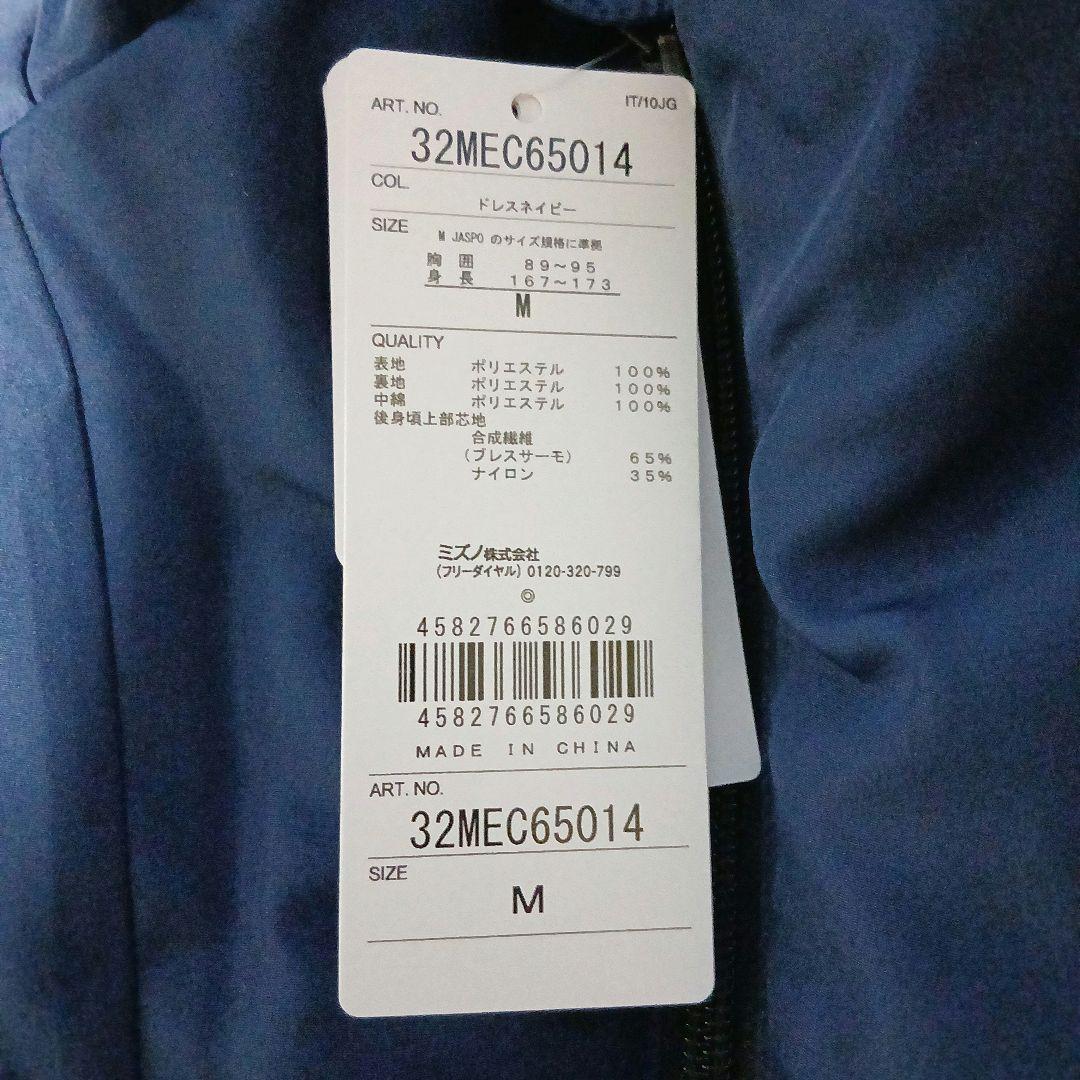 ART. NO.
IT/10JG
32MEC65014
COL.
ドレスネイビー
SIZE
M JASPO のサイズ規格に準拠
胸 囲 89～95
身 長 167～173
M
QUALITY
表地 ポリエステル 100%
裏地 ポリエステル 100%
中綿 ポリエステル 100%
後身頃上部芯地
合成繊維
(ブレスサーモ) 65%
ナイロン 35%
ミズノ株式会社
(フリーダイヤル) 0120-320-799
◎
4582766586029
4582766586029
MADE IN CHINA
ART. NO.
32MEC65014
SIZE
M